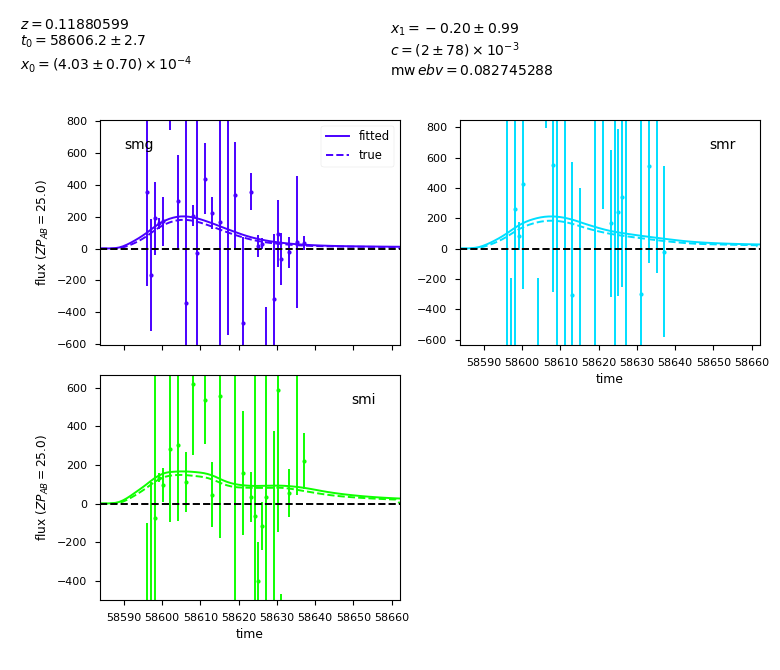 z = 0.11880599
t₀ = 58606.2 ± 2.7
x₀ = (4.03 ± 0.70) × 10⁻⁴
x₁ = −0.20 ± 0.99
c = (2 ± 78) × 10⁻³
mw ebv = 0.082745288
smg
fitted
true
800
600
400
200
0
−200
−400
−600
flux (ZP_AB = 25.0)
smr
800
600
400
200
0
−200
−400
−600
58590 58600 58610 58620 58630 58640 58650 58660
time
smi
600
400
200
0
−200
−400
flux (ZP_AB = 25.0)
58590 58600 58610 58620 58630 58640 58650 58660
time